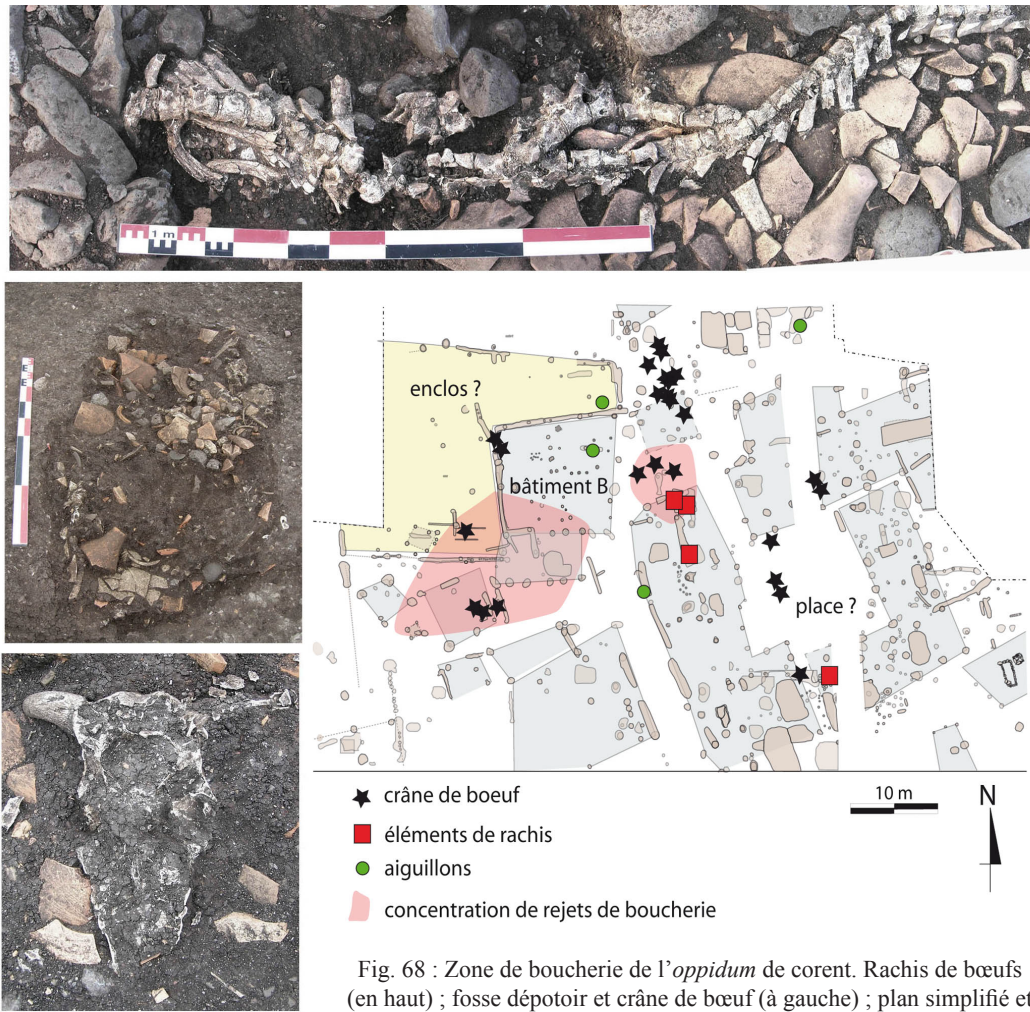 1 m
enclos ?
bâtiment B
place ?
crâne de boeuf
éléments de rachis
aiguillons
concentration de rejets de boucherie
10 m
N
Fig. 68 : Zone de boucherie de l’oppidum de corent. Rachis de bœufs
(en haut) ; fosse dépotoir et crâne de bœuf (à gauche) ; plan simplifié et